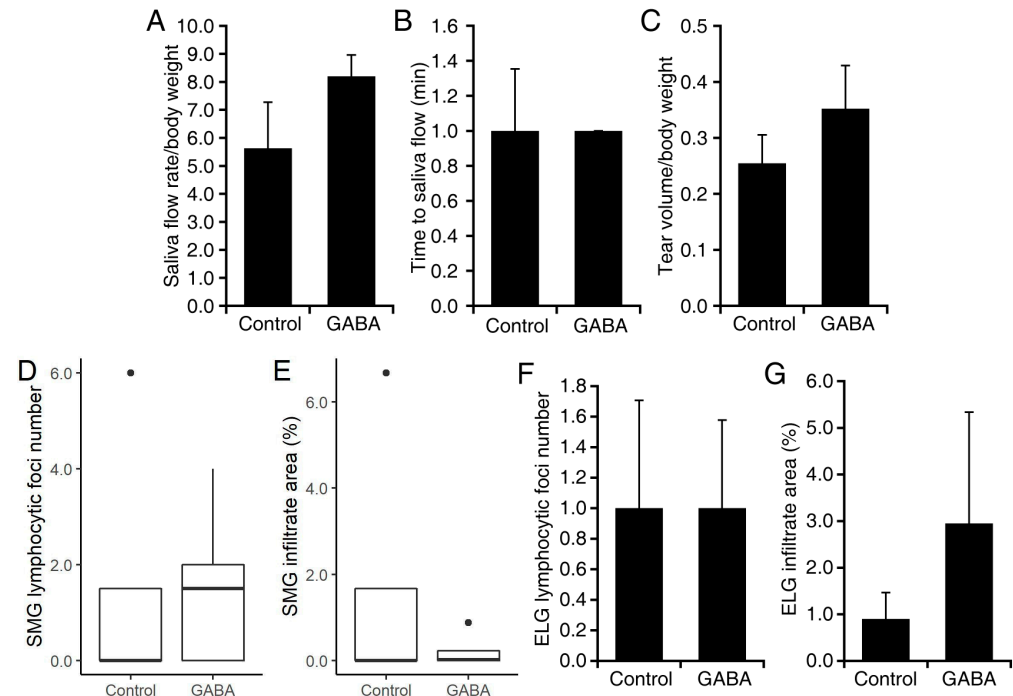 A
Saliva flow rate/body weight
10.0
9.0
8.0
7.0
6.0
5.0
4.0
3.0
2.0
1.0
0.0
Control GABA
B
Time to saliva flow (min)
1.6
1.4
1.2
1.0
0.8
0.6
0.4
0.2
0.0
Control GABA
C
Tear volume/body weight
0.5
0.4
0.3
0.2
0.1
0.0
Control GABA
D
SMG lymphocytic foci number
6.0
4.0
2.0
0.0
Control GABA
E
SMG infiltrate area (%)
6.0
4.0
2.0
0.0
Control GABA
F
ELG lymphocytic foci number
1.8
1.6
1.4
1.2
1.0
0.8
0.6
0.4
0.2
0.0
Control GABA
G
ELG infiltrate area (%)
6.0
5.0
4.0
3.0
2.0
1.0
0.0
Control GABA